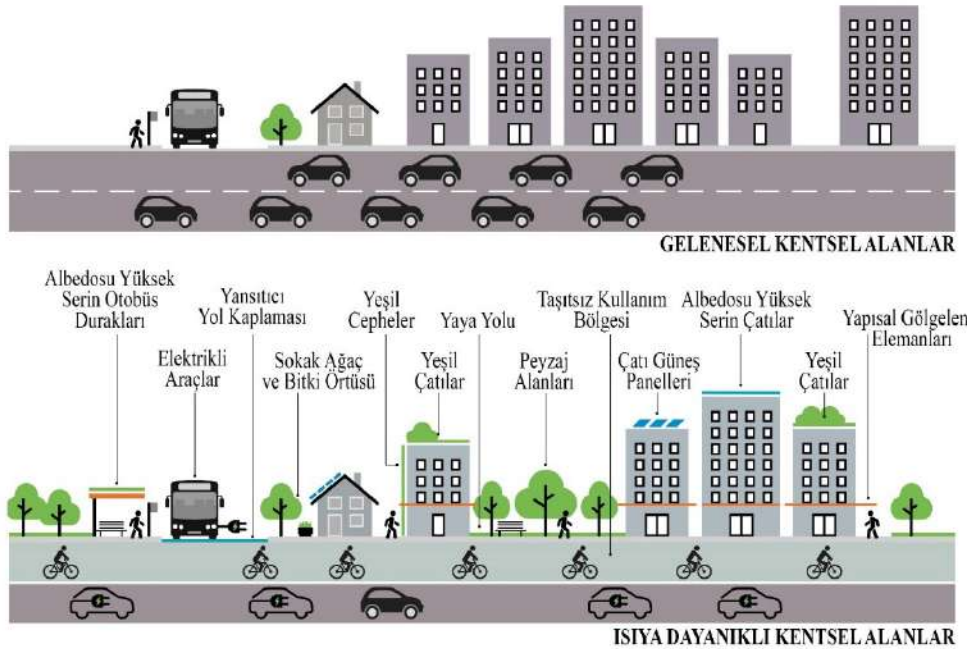 GELENESEL KENTSEL ALANLAR
Albedosu Yüksek
Serin Otobüs
Durakları
Elektrikli
Araçlar
Yansıtıcı
Yol Kaplaması
Sokak Ağaç
ve Bitki Örtüsü
Yeşil
Cepheler
Yeşil
Çatılar
Yaya Yolu
Peyzaj
Alanları
Taşıtsız Kullanım
Bölgesi
Çatı Güneş
Panelleri
Albedosu Yüksek
Serin Çatılar
Yeşil
Çatılar
Yapısal Gölgelen
Elemanları
ISIYA DAYANIKLI KENTSEL ALANLAR